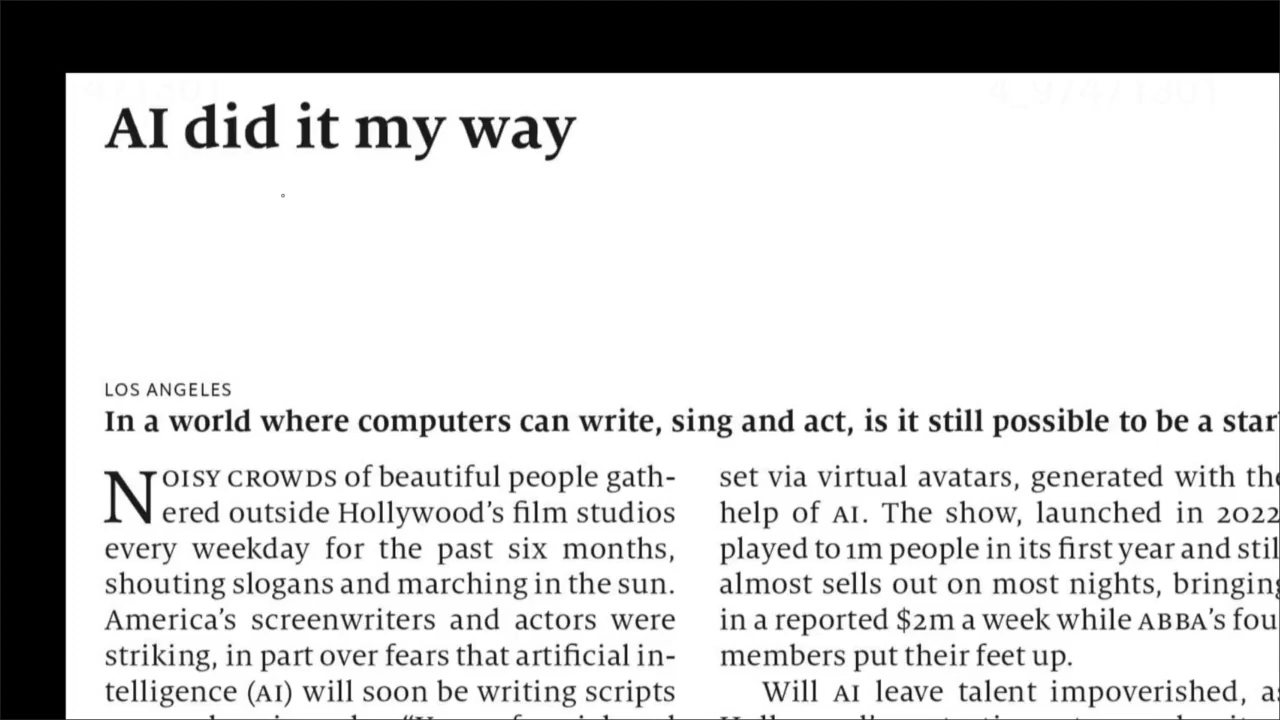 AI did it my way
LOS ANGELES
In a world where computers can write, sing and act, is it still possible to be a star
NOISY CROWDS of beautiful people gath-
ered outside Hollywood's film studios
every weekday for the past six months,
shouting slogans and marching in the sun.
America's screenwriters and actors were
striking, in part over fears that artificial in-
telligence (AI) will soon be writing scripts
set via virtual avatars, generated with the
help of AI. The show, launched in 2022
played to 1m people in its first year and
almost sells out on most nights, bringing
in a reported $2m a week while ABBA's
members put their feet up.
Will AI leave talent impoverished,